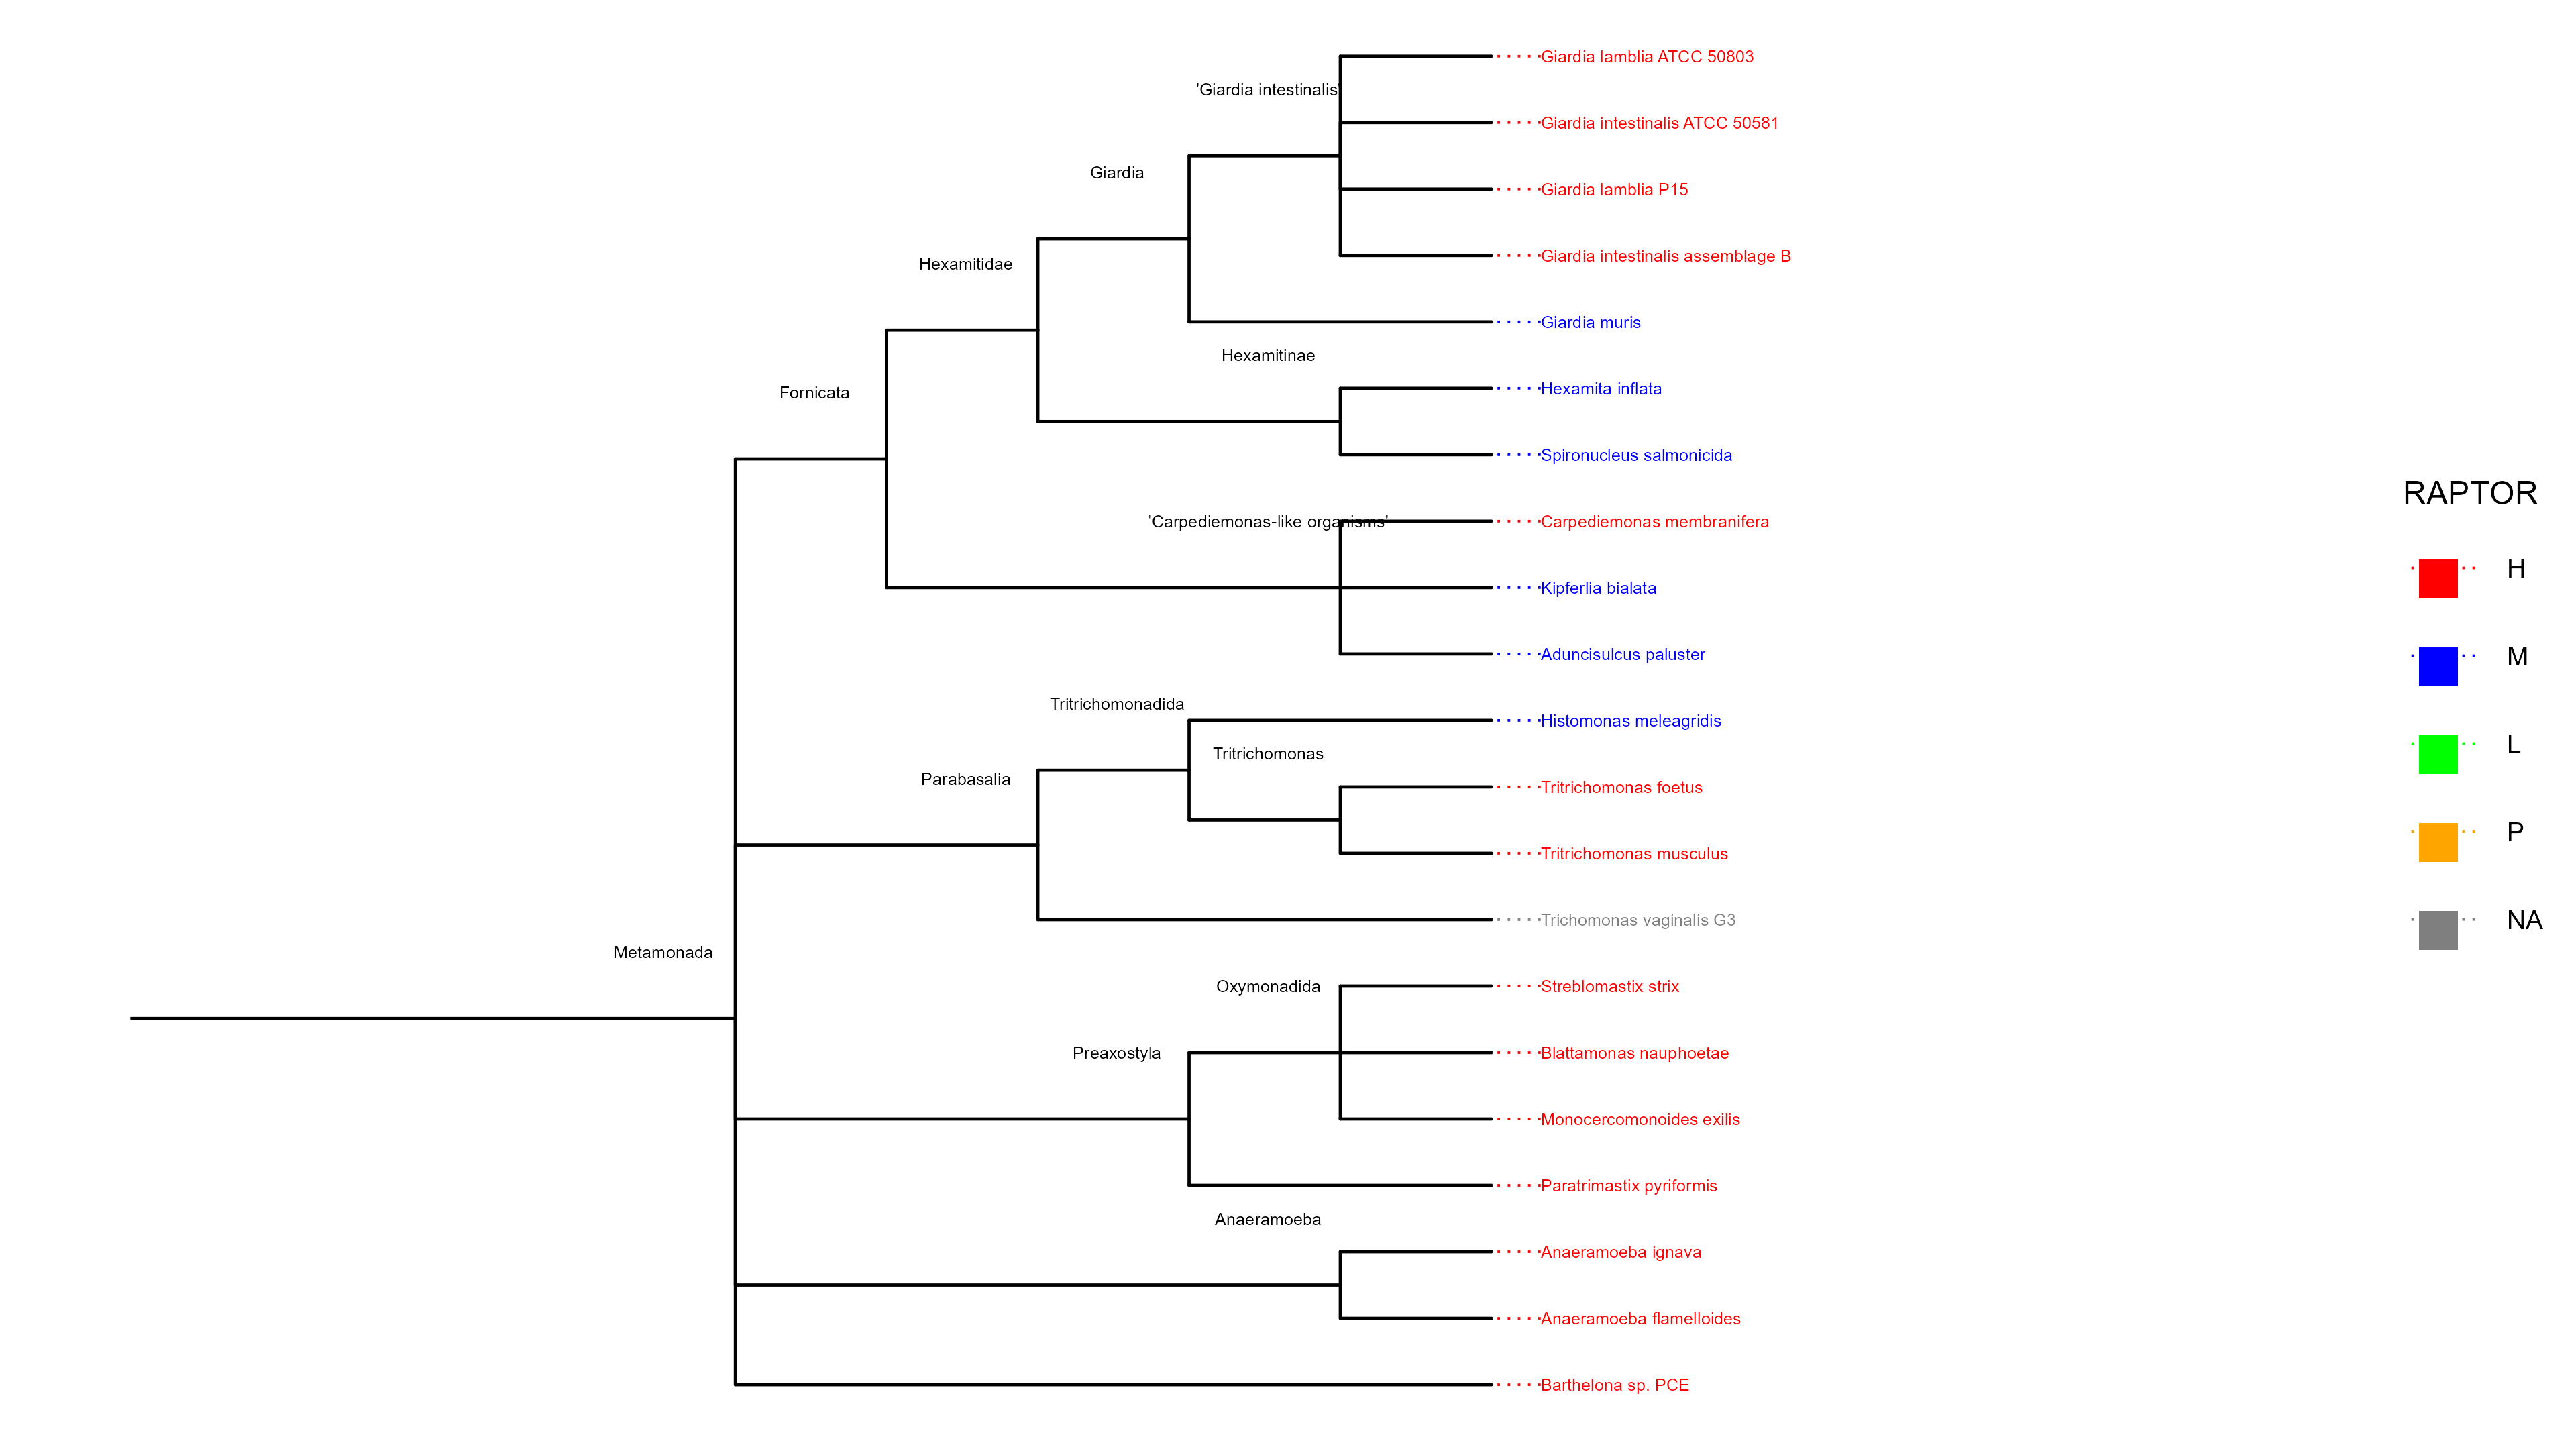 Giardia lamblia ATCC 50803
'Giardia intestinalis'
Giardia intestinalis ATCC 50581
Giardia
Giardia lamblia P15
Hexamitidae
Giardia intestinalis assemblage B
Giardia muris
Hexamitinae
Fornicata
Hexamita inflata
Spironucleus salmonicida
'Carpediemonas-like organisms'
Carpediemonas membranifera
Kipferlia bialata
Aduncisulcus paluster
Tritrichomonadida
Histomonas meleagridis
Tritrichomonas
Parabasalia
Tritrichomonas foetus
Tritrichomonas musculus
Trichomonas vaginalis G3
Metamonada
Oxymonadida
Streblomastix strix
Preaxostyla
Blattamonas nauphoetae
Monocercomonoides exilis
Paratrimastix pyriformis
Anaeramoeba
Anaeramoeba ignava
Anaeramoeba flamelloides
Barthelona sp. PCE
RAPTOR
H
M
L
P
NA